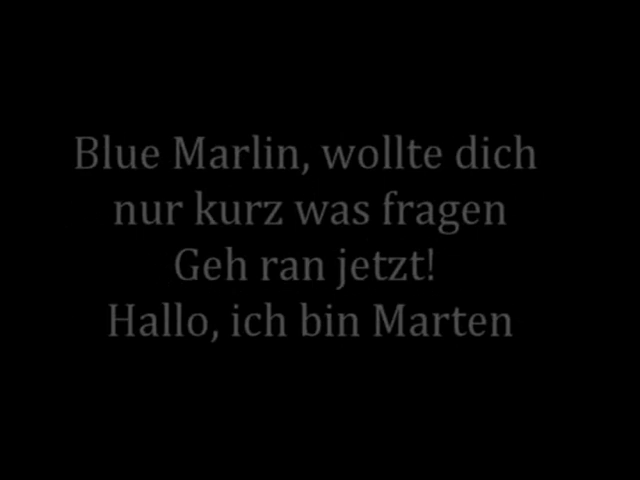 Blue Marlin, wollte dich
nur kurz was fragen
Geh ran jetzt!
Hallo, ich bin Marten